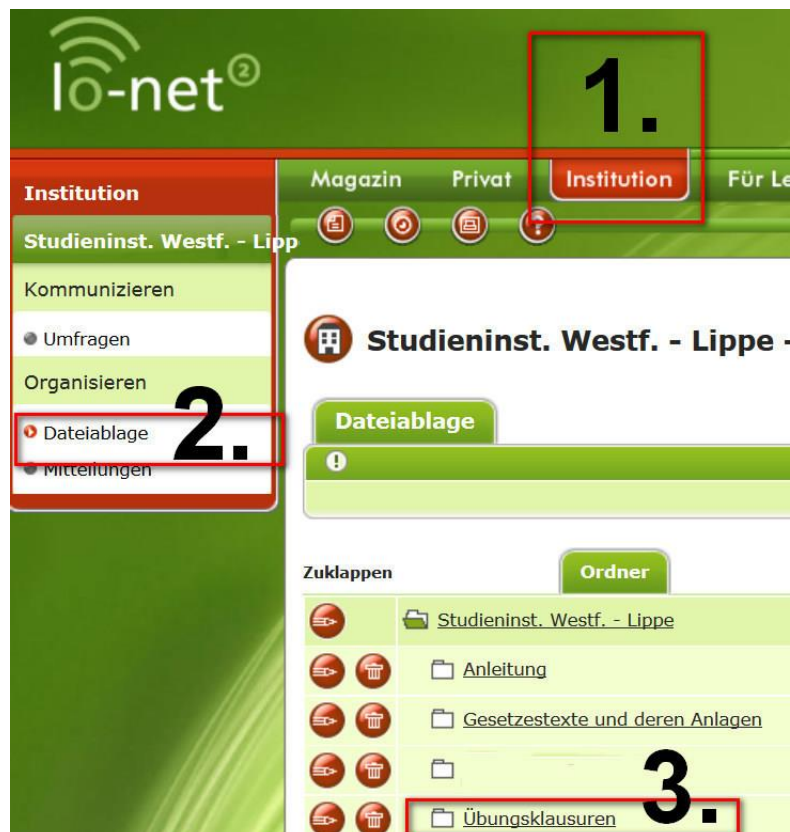 lo-net²
1.
Institution
Studieninst. Westf. - Lipp
Kommunizieren
Umfragen
Organisieren
Dateiablage
2.
Mitteilungen
Magazin Privat Institution Für Le
Studieninst. Westf. - Lippe -
Dateiablage
Zuklappen Ordner
Studieninst. Westf. - Lippe
Anleitung
Gesetzestexte und deren Anlagen
Übungsklausuren
3.